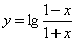 y = lg (1 − x)/(1 + x)